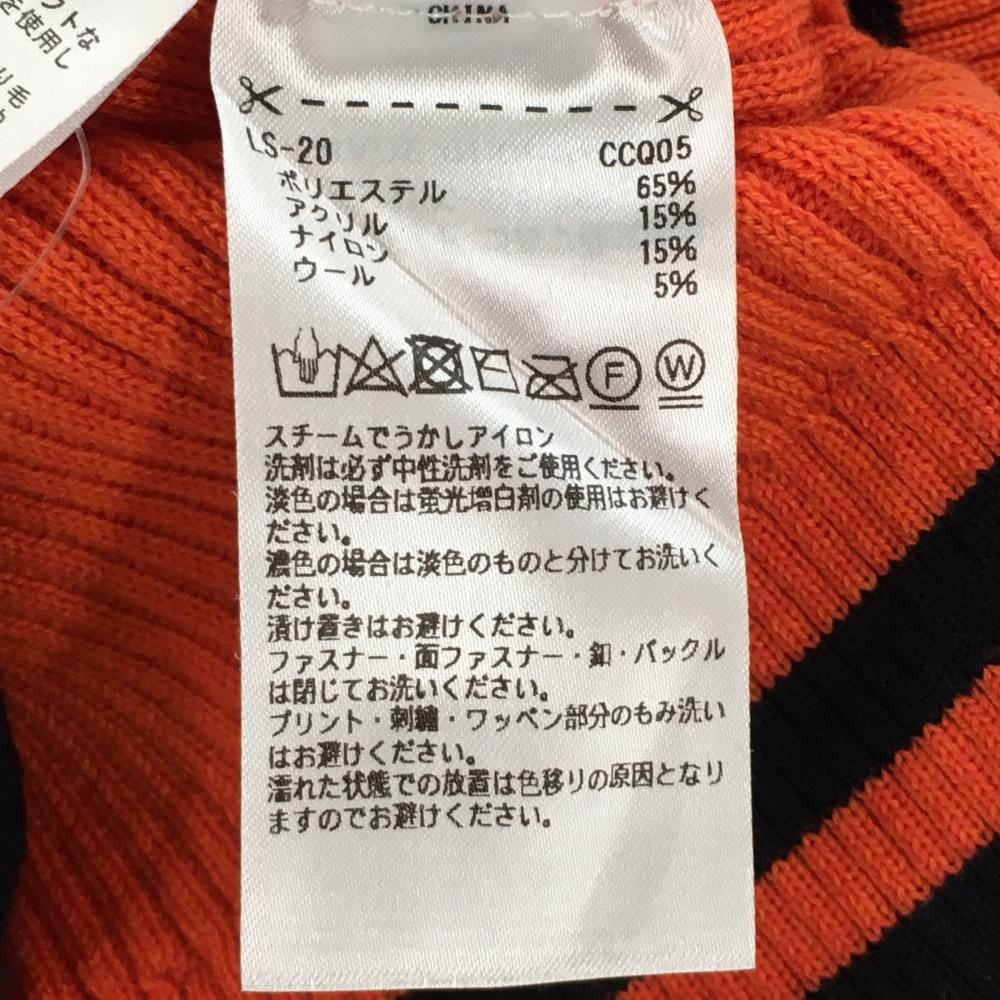 トな
を使用し
毛
CHINA
LS-20 CCQ05
ポリエステル 65%
アクリル 15%
ナイロン 15%
ウール 5%
F W
スチームでうかしアイロン
洗剤は必ず中性洗剤をご使用ください。
淡色の場合は蛍光増白剤の使用はお避けく
ださい。
濃色の場合は淡色のものと分けてお洗いく
ださい。
漬け置きはお避けください。
ファスナー・面ファスナー・釦・バックル
は閉じてお洗いください。
プリント・刺繍・ワッペン部分のもみ洗い
はお避けください。
濡れた状態での放置は色移りの原因となり
ますのでお避けください。